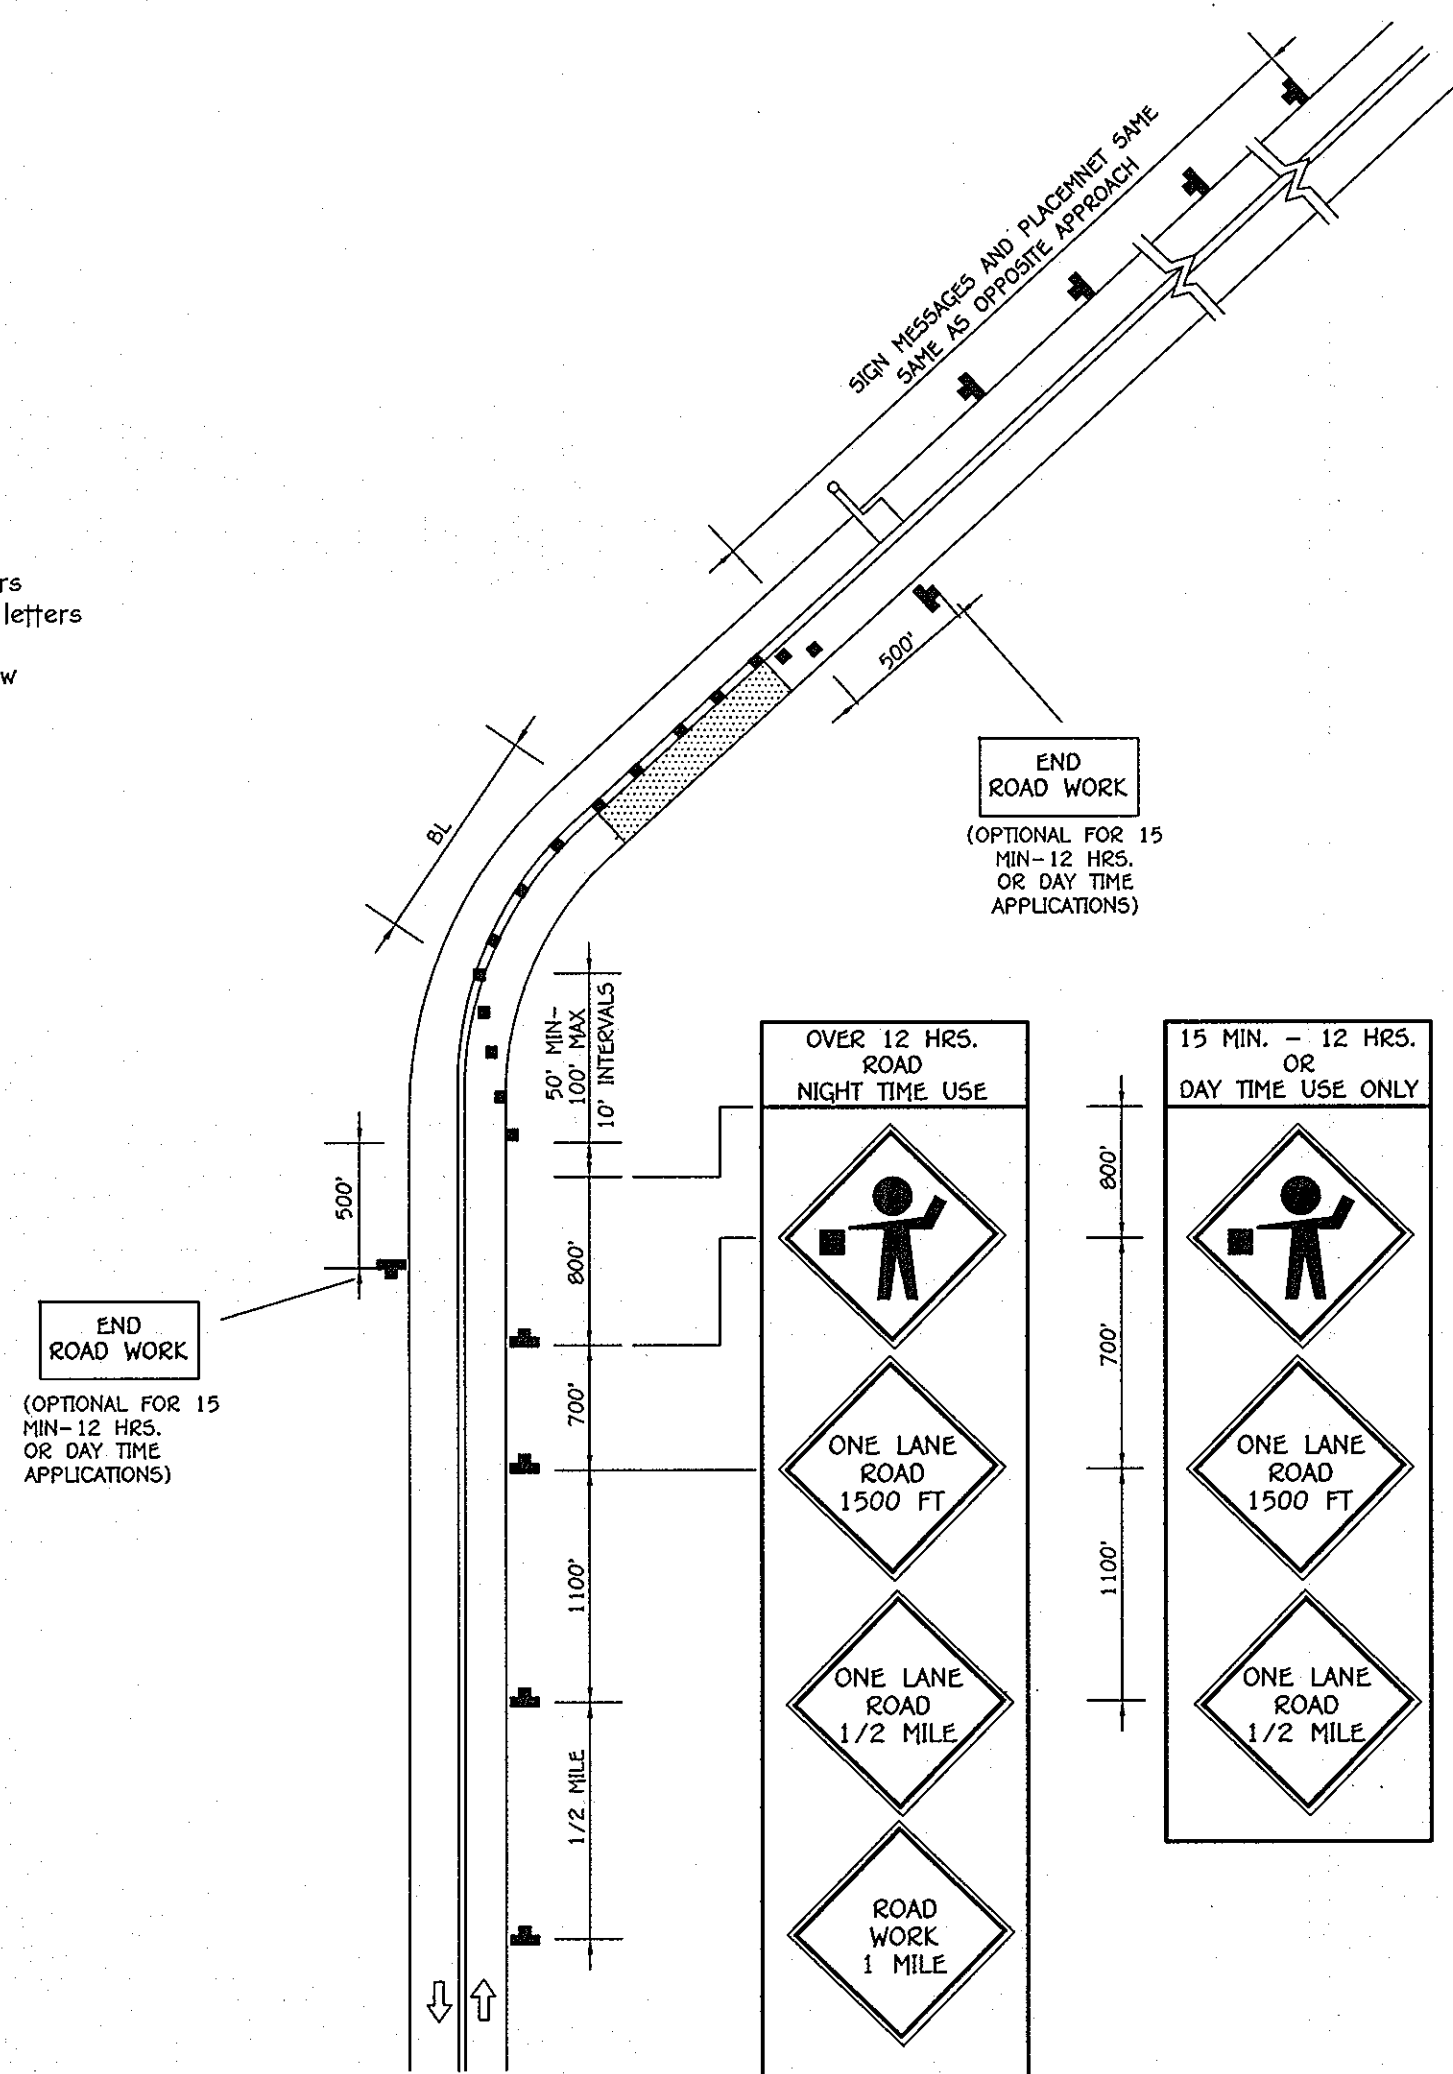 SIGN MESSAGES AND PLACEMNET SAME
SAME AS OPPOSITE APPROACH
rs
letters
w
500'
END
ROAD WORK
(OPTIONAL FOR 15
MIN-12 HRS.
OR DAY TIME
APPLICATIONS)
BL
50' MIN-
100' MAX
10' INTERVALS
500'
END
ROAD WORK
(OPTIONAL FOR 15
MIN-12 HRS.
OR DAY TIME
APPLICATIONS)
800'
700'
1100'
1/2 MILE
OVER 12 HRS.
ROAD
NIGHT TIME USE
ONE LANE
ROAD
1500 FT
ONE LANE
ROAD
1/2 MILE
ROAD
WORK
1 MILE
800'
700'
1100'
15 MIN. - 12 HRS.
OR
DAY TIME USE ONLY
ONE LANE
ROAD
1500 FT
ONE LANE
ROAD
1/2 MILE